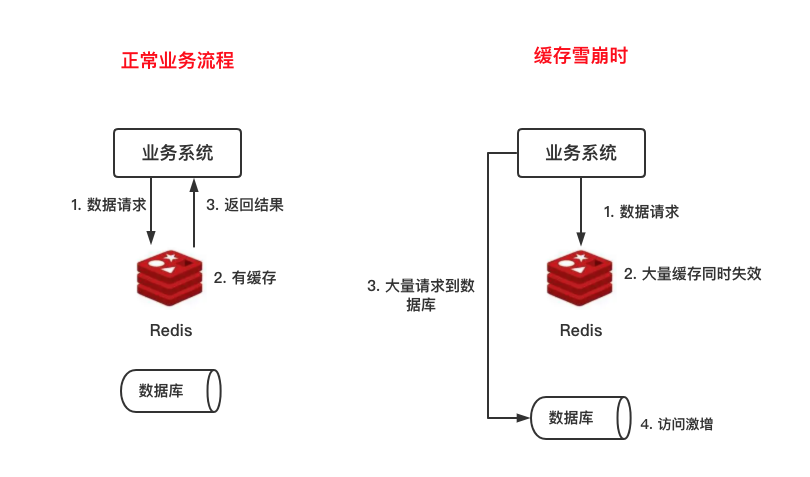 正常业务流程
业务系统
1. 数据请求
3. 返回结果
2. 有缓存
Redis
数据库
缓存雪崩时
业务系统
1. 数据请求
2. 大量缓存同时失效
3. 大量请求到数
据库
Redis
数据库
4. 访问激增